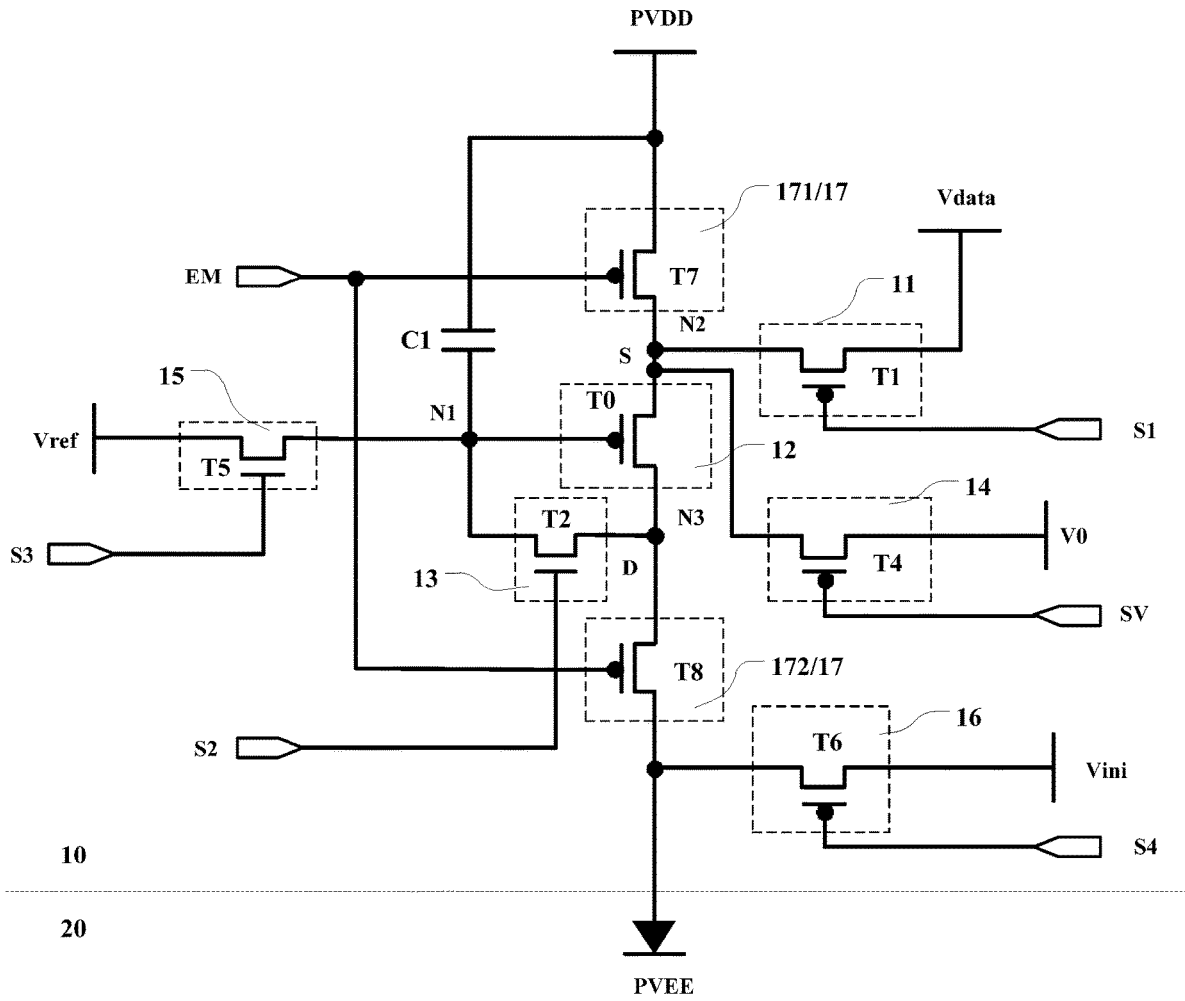 PVDD
171/17
Vdata
EM
T7
11
N2
C1
S
T1
15
T0
N1
Vref
S1
T5
12
14
T2
N3
S3
V0
D
T4
13
SV
T8
172/17
16
S2
T6
Vini
S4
10
20
PVEE